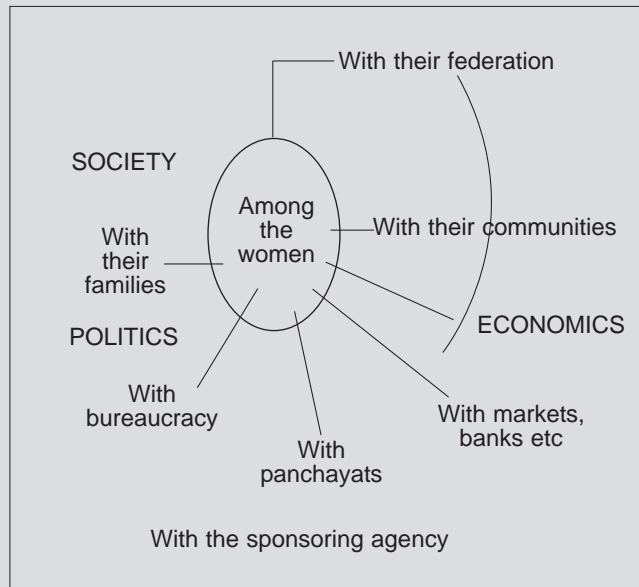 With their federation
SOCIETY
Among
the
women
With their communities
With
their
families
POLITICS
ECONOMICS
With
bureaucracy
With markets,
banks etc
With
panchayats
With the sponsoring agency